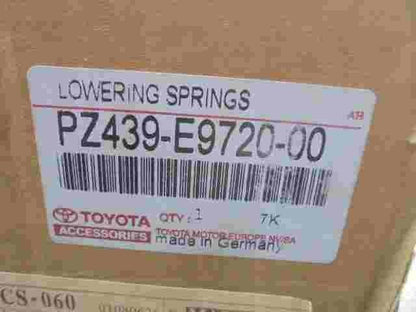 LOWERING SPRINGS
AB
PZ439-E9720-00
TOYOTA QTY: 1 7K
ACCESSORIES TOYOTA MOTOR EUROPE NV/SA
made in Germany
CS-060